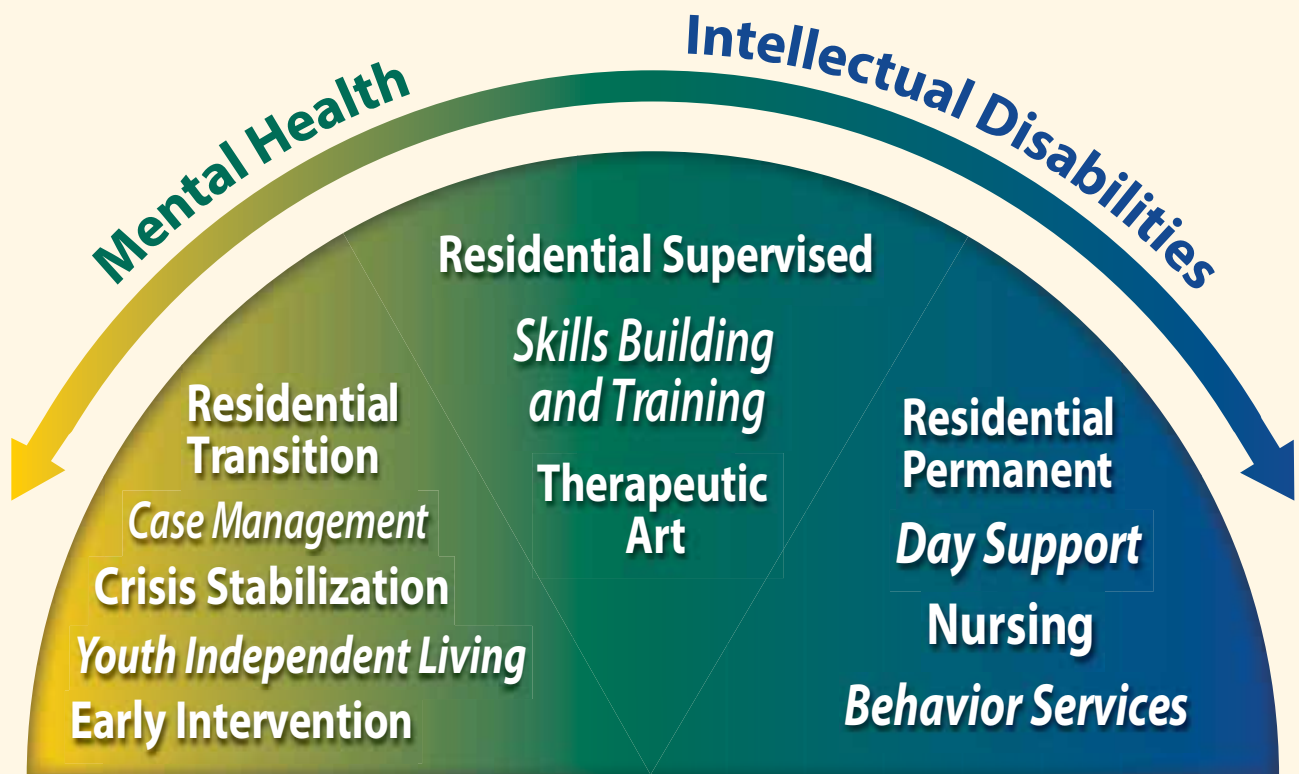 Mental Health
Intellectual Disabilities
Residential Supervised
Skills Building
and Training
Therapeutic
Art
Residential
Transition
Case Management
Crisis Stabilization
Youth Independent Living
Early Intervention
Residential
Permanent
Day Support
Nursing
Behavior Services